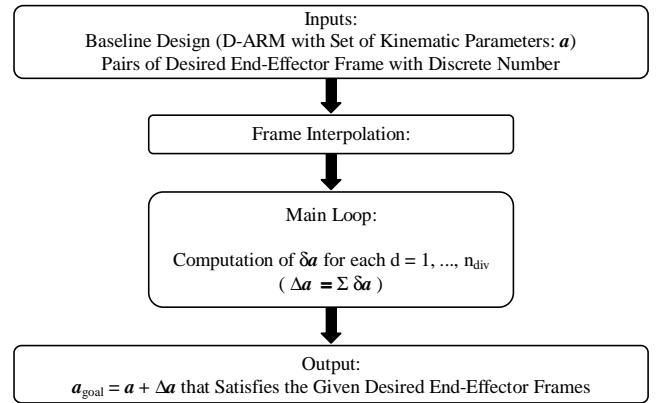 Inputs:
Baseline Design (D-ARM with Set of Kinematic Parameters: a)
Pairs of Desired End-Effector Frame with Discrete Number
Frame Interpolation:
Main Loop:
Computation of δa for each d = 1, ..., n_div
( Δa = Σ δa )
Output:
a_goal = a + Δa that Satisfies the Given Desired End-Effector Frames